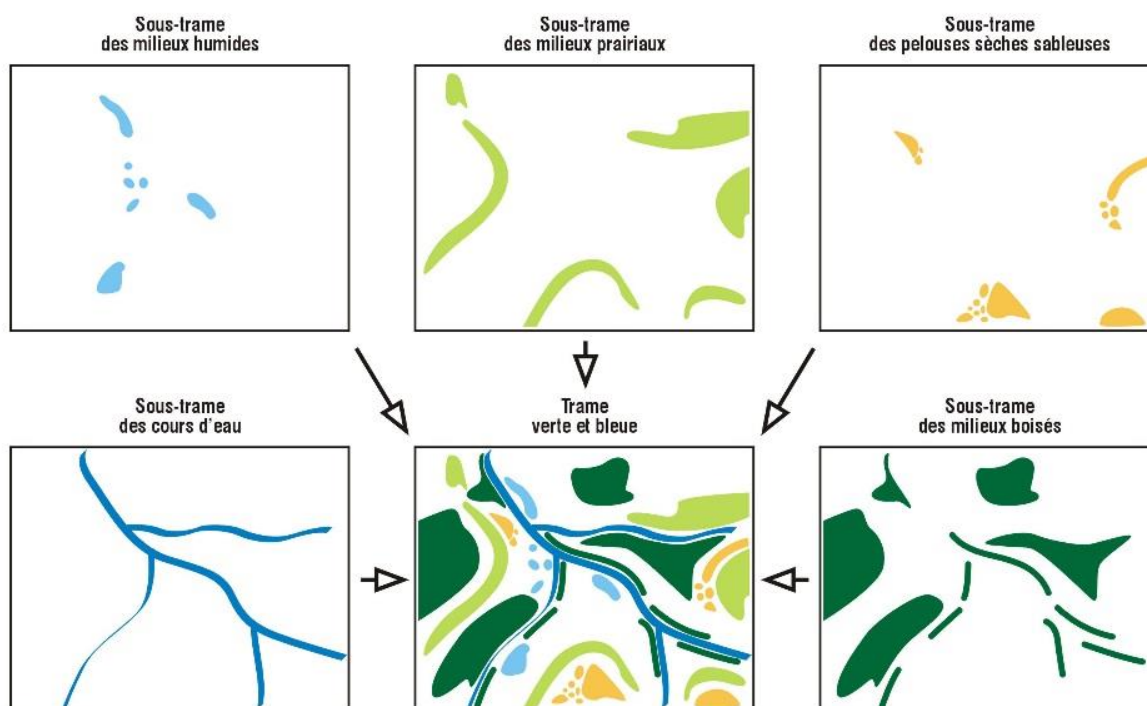 Sous-trame
des milieux humides
Sous-trame
des milieux prairiaux
Sous-trame
des pelouses sèches sableuses
Sous-trame
des cours d'eau
Trame
verte et bleue
Sous-trame
des milieux boisés